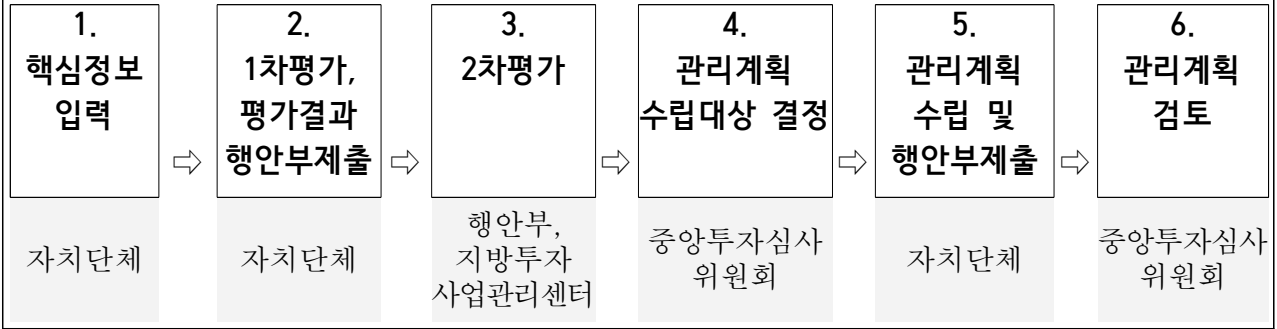 1.
핵심정보
입력
자치단체
⇨
2.
1차평가,
평가결과
행안부제출
자치단체
⇨
3.
2차평가
행안부,
지방투자
사업관리센터
⇨
4.
관리계획
수립대상 결정
중앙투자심사
위원회
⇨
5.
관리계획
수립 및
행안부제출
자치단체
⇨
6.
관리계획
검토
중앙투자심사
위원회